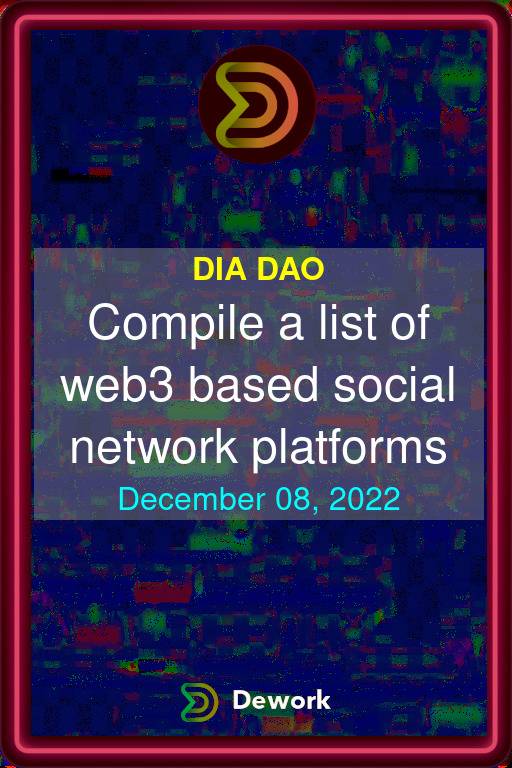 DIA DAO
Compile a list of
web3 based social
network platforms
December 08, 2022
Dework